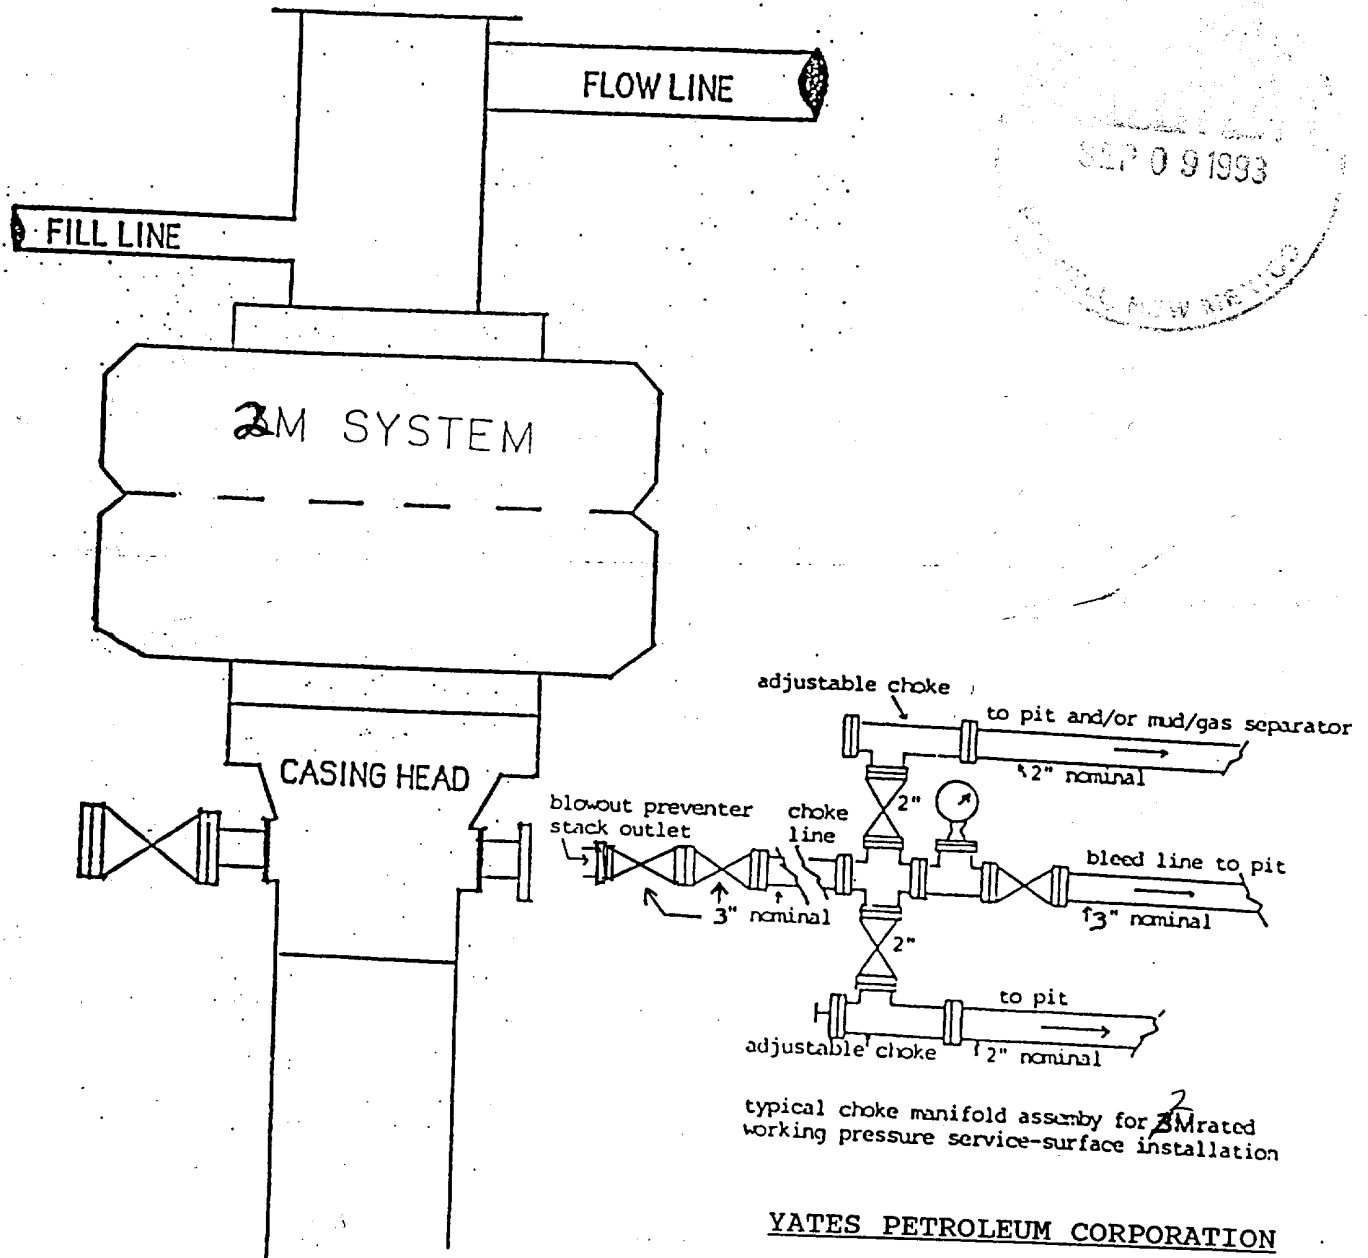 FLOW LINE
SEP 09 1993
FILL LINE
NEW MEXICO
2M SYSTEM
adjustable choke
to pit and/or mud/gas separator
2" nominal
CASING HEAD
2"
blowout preventer
stack outlet
choke
line
bleed line to pit
3" nominal
3" nominal
2"
to pit
adjustable choke
2" nominal
typical choke manifold assemby for 2M rated
working pressure service-surface installation
YATES PETROLEUM CORPORATION